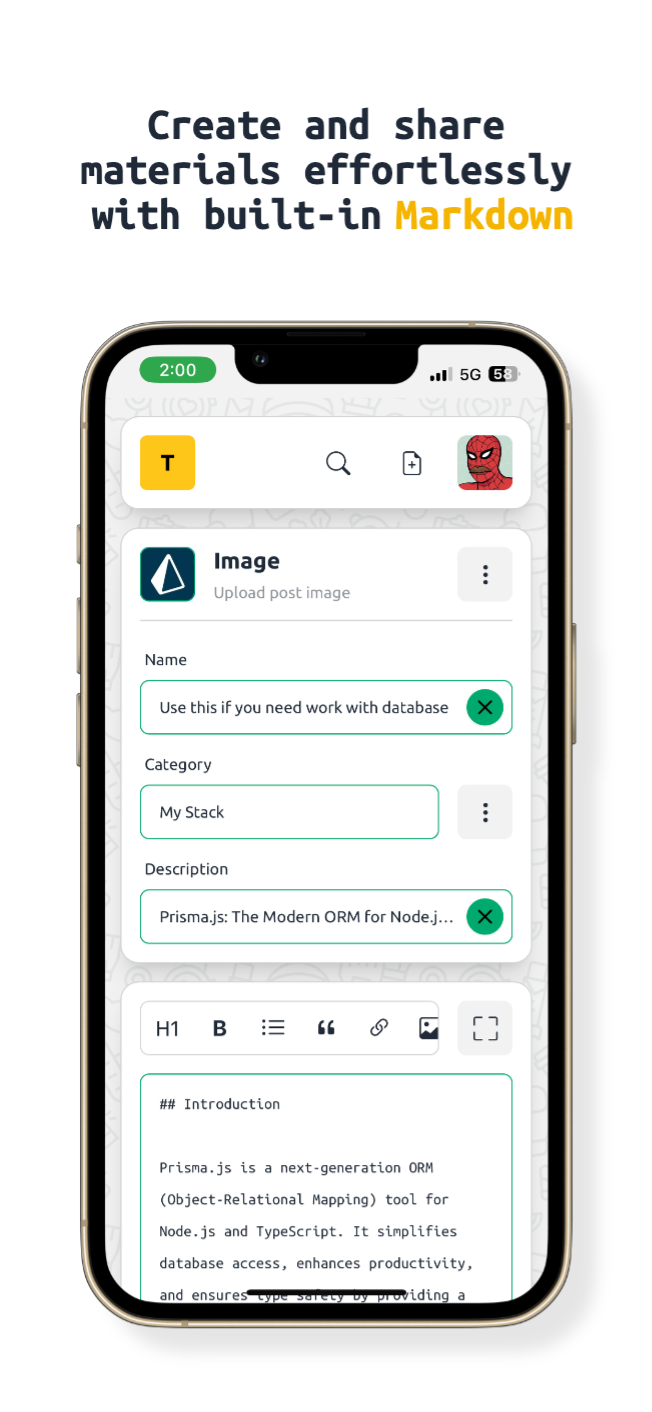 Create and share
materials effortlessly
with built-in Markdown
2:00
5G 58
T
Image
Upload post image
Name
Use this if you need work with database
Category
My Stack
Description
Prisma.js: The Modern ORM for Node.j...
H1 B
## Introduction
Prisma.js is a next-generation ORM
(Object-Relational Mapping) tool for
Node.js and TypeScript. It simplifies
database access, enhances productivity,
and ensures type safety by providing a